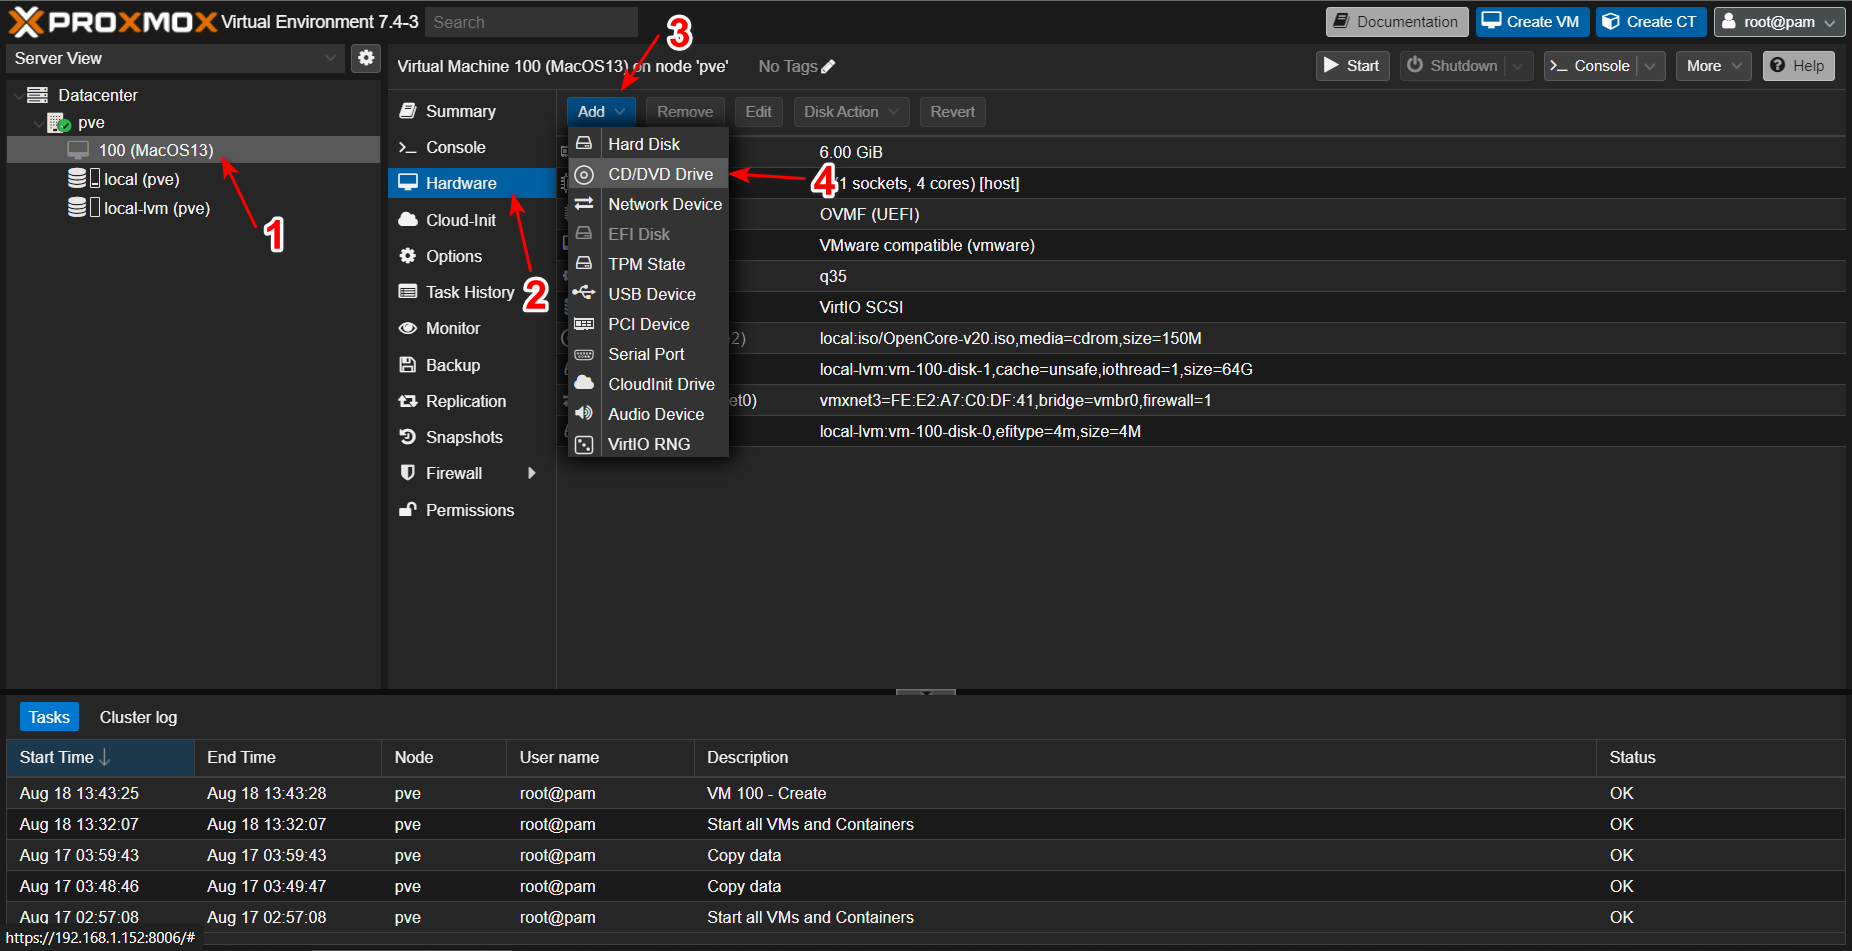 PROXMOX Virtual Environment 7.4-3 Search
Documentation Create VM Create CT root@pam
Server View
Virtual Machine 100 (MacOS13) on node 'pve' No Tags
Start Shutdown Console More Help
Datacenter
pve
100 (MacOS13)
local (pve)
local-lvm (pve)
1
2
3
4
Summary
Console
Hardware
Cloud-Init
Options
Task History
Monitor
Backup
Replication
Snapshots
Firewall
Permissions
Add Remove Edit Disk Action Revert
Hard Disk
CD/DVD Drive
Network Device
EFI Disk
TPM State
USB Device
PCI Device
Serial Port
CloudInit Drive
Audio Device
VirtIO RNG
6.00 GiB
(1 sockets, 4 cores) [host]
OVMF (UEFI)
VMware compatible (vmware)
q35
VirtIO SCSI
2) local:iso/OpenCore-v20.iso,media=cdrom,size=150M
local-lvm:vm-100-disk-1,cache=unsafe,iothread=1,size=64G
et0) vmxnet3=FE:E2:A7:C0:DF:41,bridge=vmbr0,firewall=1
local-lvm:vm-100-disk-0,efitype=4m,size=4M
Tasks Cluster log
Start Time End Time Node User name Description Status
Aug 18 13:43:25 Aug 18 13:43:28 pve root@pam VM 100 - Create OK
Aug 18 13:32:07 Aug 18 13:32:07 pve root@pam Start all VMs and Containers OK
Aug 17 03:59:43 Aug 17 03:59:43 pve root@pam Copy data OK
Aug 17 03:48:46 Aug 17 03:49:47 pve root@pam Copy data OK
Aug 17 02:57:08 Aug 17 02:57:08 pve root@pam Start all VMs and Containers OK
https://192.168.1.152:8006/#